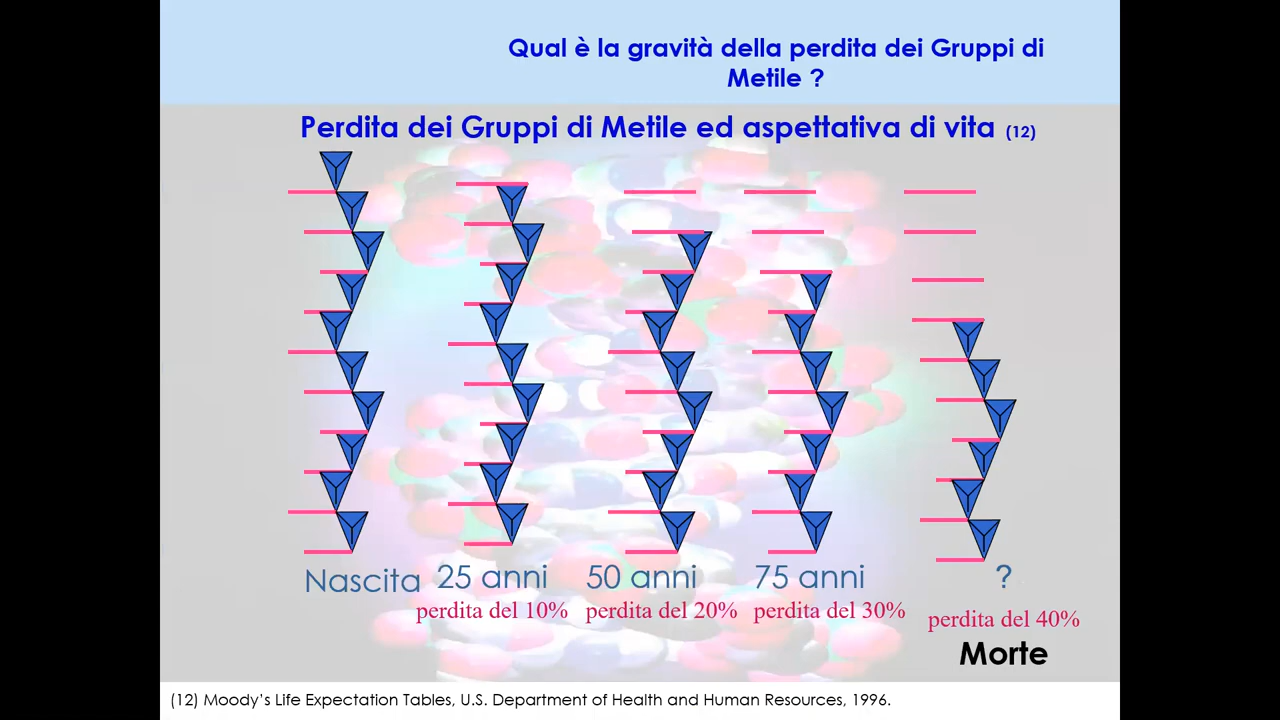 Qual è la gravità della perdita dei Gruppi di
Metile ?
Perdita dei Gruppi di Metile ed aspettativa di vita (12)
Nascita 25 anni 50 anni 75 anni ?
perdita del 10% perdita del 20% perdita del 30% perdita del 40%
Morte
(12) Moody’s Life Expectation Tables, U.S. Department of Health and Human Resources, 1996.